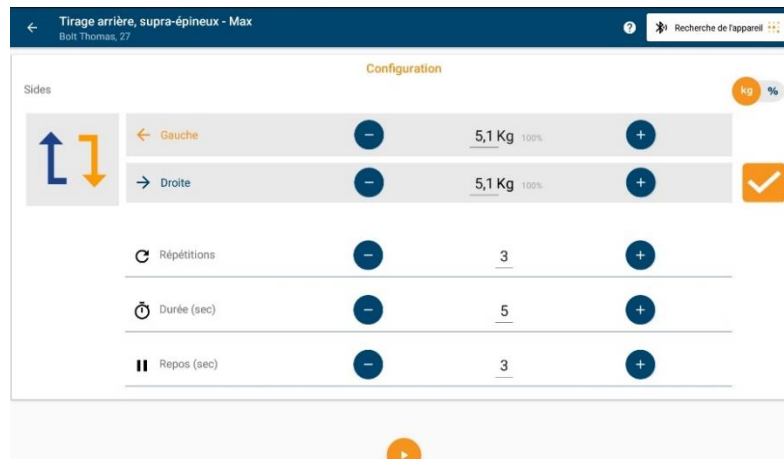 Tirage arrière, supra-épineux - Max
Bolt Thomas, 27
? Recherche de l'appareil
Configuration
Sides
kg %
← Gauche − 5,1 Kg 100% +
→ Droite − 5,1 Kg 100% +
Répétitions − 3 +
Durée (sec) − 5 +
Repos (sec) − 3 +